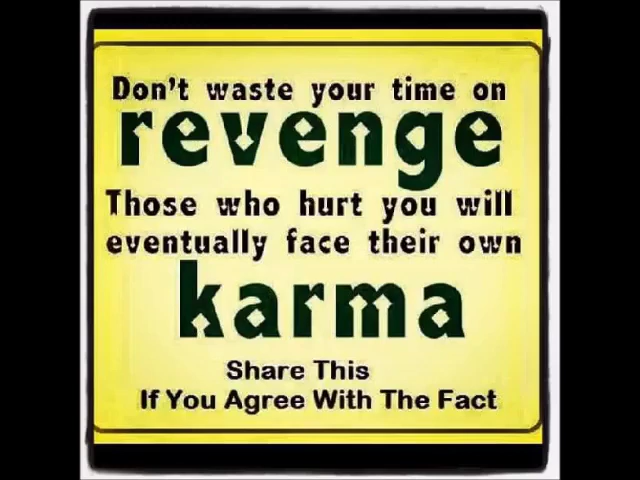 Don't waste your time on
revenge
Those who hurt you will
eventually face their own
karma
Share This
If You Agree With The Fact